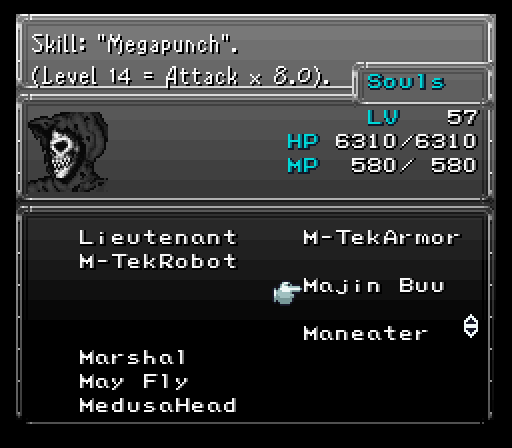 Skill: "Megapunch".
(Level 14 = Attack x 8.0).
Souls
LV 57
HP 6310/6310
MP 580/ 580
Lieutenant M-TekArmor
M-TekRobot
Majin Buu
Maneater
Marshal
May Fly
MedusaHead